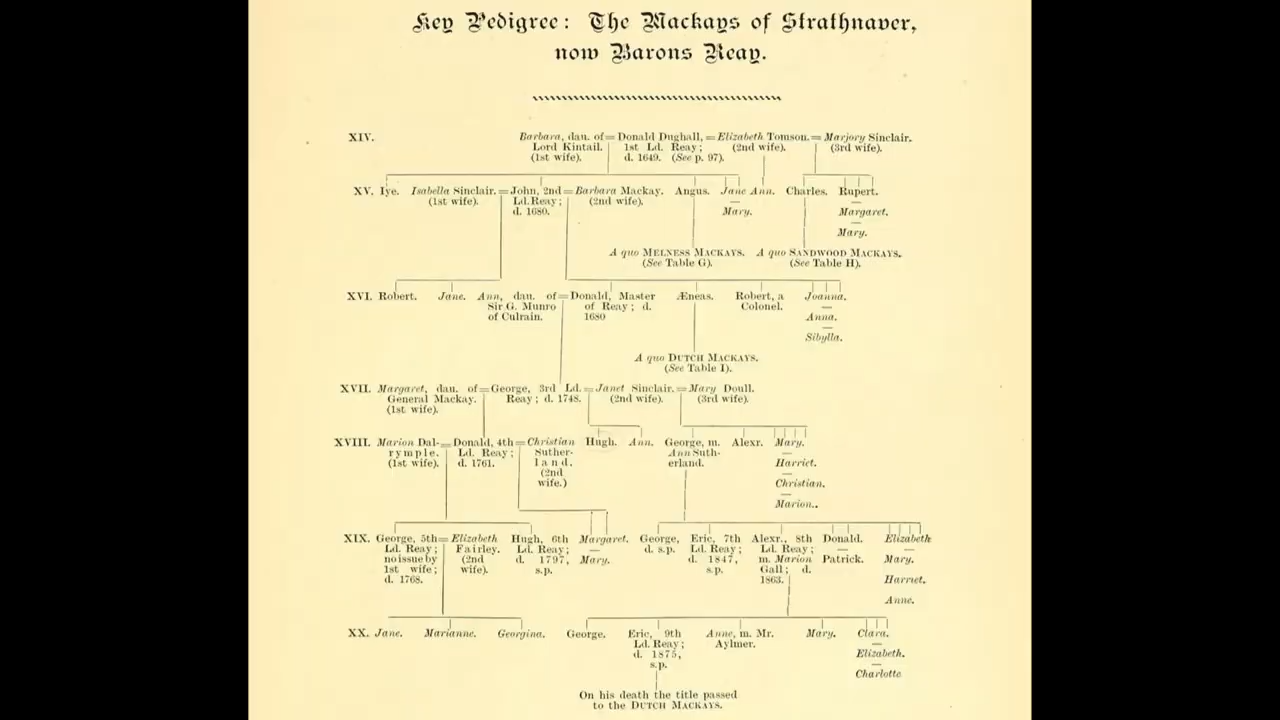 Key Pedigree: The Mackays of Strathnaver,
now Barons Reay.
XIV. Barbara, dau. of = Donald Dughall, = Elizabeth Tomson. = Marjory Sinclair.
Lord Kintail. 1st Ld. Reay; (2nd wife). (3rd wife).
(1st wife). d. 1649. (See p. 97).
XV. Iye. Isabella Sinclair. = John, 2nd = Barbara Mackay. Angus. Jane Ann. Charles. Rupert.
(1st wife). Ld. Reay; (2nd wife). — —
d. 1680. Mary. Margaret.
—
Mary.
A quo MELNESS MACKAYS. A quo SANDWOOD MACKAYS.
(See Table G). (See Table H).
XVI. Robert. Jane. Ann, dau. of = Donald, Master Æneas. Robert, a Joanna.
Sir G. Munro of Reay; d. Colonel. —
of Culrain. 1680 Anna.
—
Sibylla.
A quo DUTCH MACKAYS.
(See Table I).
XVII. Margaret, dau. of = George, 3rd Ld. = Janet Sinclair. = Mary Doull.
General Mackay. Reay; d. 1748. (2nd wife). (3rd wife).
(1st wife).
XVIII. Marion Dal- = Donald, 4th = Christian Hugh. Ann. George, m. Alexr. Mary.
rymple. Ld. Reay; Suther- Ann Suth- —
(1st wife). d. 1761. land. erland. Harriet.
(2nd —
wife.) Christian.
—
Marion..
XIX. George, 5th = Elizabeth Hugh, 6th Margaret. George, Eric, 7th Alexr., 8th Donald. Elizabeth
Ld. Reay; Fairley. Ld. Reay; — d. s.p. Ld. Reay; Ld. Reay; — —
no issue by (2nd d. 1797, Mary. d. 1847, m. Marion Patrick. Mary.
1st wife; wife). s.p. s.p. Gall; d. —
d. 1768. 1863. Harriet.
—
Anne.
XX. Jane. Marianne. Georgina. George. Eric, 9th Anne, m. Mr. Mary. Clara.
Ld. Reay; Aylmer. —
d. 1875, Elizabeth.
s.p. —
Charlotte
On his death the title passed
to the DUTCH MACKAYS.